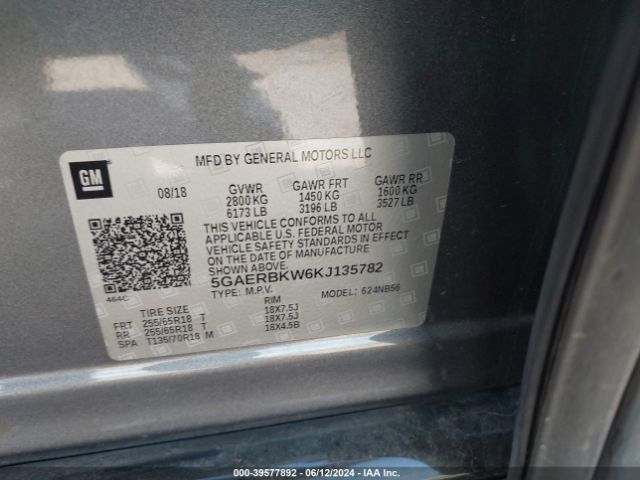 MFD BY GENERAL MOTORS LLC
GM
08/18 GVWR GAWR FRT GAWR RR
2800 KG 1450 KG 1600 KG
6173 LB 3196 LB 3527 LB
THIS VEHICLE CONFORMS TO ALL
APPLICABLE U.S. FEDERAL MOTOR
VEHICLE SAFETY STANDARDS IN EFFECT
ON THE DATE OF MANUFACTURE
SHOWN ABOVE.
464C
5GAERBKW6KJ135782
TYPE: M.P.V. MODEL: 624NB56
TIRE SIZE RIM
FRT 255/65R18 T 18X7.5J
RR 255/65R18 T 18X7.5J
SPA T135/70R18 M 18X4.5B
000-39577892 - 06/12/2024 - IAA Inc.